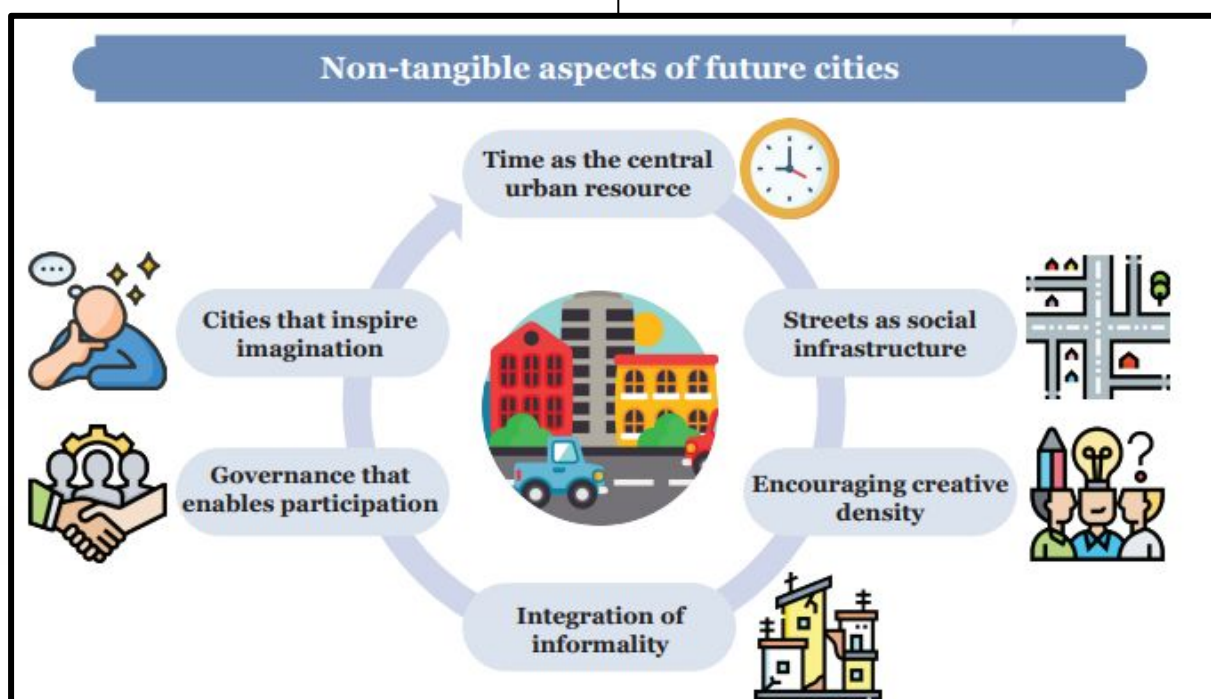 Non-tangible aspects of future cities
Time as the central
urban resource
Streets as social
infrastructure
Encouraging creative
density
Integration of
informality
Governance that
enables participation
Cities that inspire
imagination
?